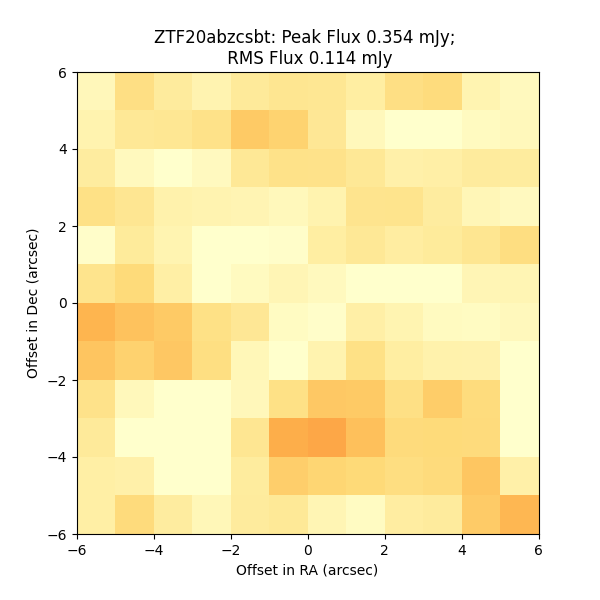 ZTF20abzcsbt: Peak Flux 0.354 mJy;
RMS Flux 0.114 mJy
6
4
2
0
−2
−4
−6
Offset in Dec (arcsec)
−6 −4 −2 0 2 4 6
Offset in RA (arcsec)